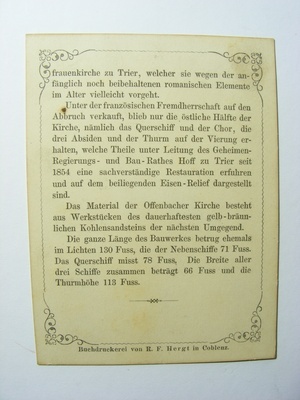 frauenkirche zu Trier, welcher sie wegen der an-
fänglich noch beibehaltenen romanischen Elemente
im Alter vielleicht vorgeht.
Unter der französischen Fremdherrschaft auf den
Abbruch verkauft, blieb nur die östliche Hälfte der
Kirche, nämlich das Querschiff und der Chor, die
drei Absiden und der Thurm auf der Vierung er-
halten, welche Theile unter Leitung des Geheimen-
Regierungs- und Bau-Rathes Hoff zu Trier seit
1854 eine sachverständige Restauration erfuhren
und auf dem beiliegenden Eisen-Relief dargestellt
sind.
Das Material der Offenbacher Kirche besteht
aus Werkstücken des dauerhaftesten gelb-bräun-
lichen Kohlensandsteins der nächsten Umgegend.
Die ganze Länge des Bauwerkes betrug ehemals
im Lichten 130 Fuss, die der Nebenschiffe 71 Fuss.
Das Querschiff misst 78 Fuss, Die Breite aller
drei Schiffe zusammen beträgt 66 Fuss und die
Thurmhöhe 113 Fuss.
Buchdruckerei von R. F. Hergt in Coblenz.